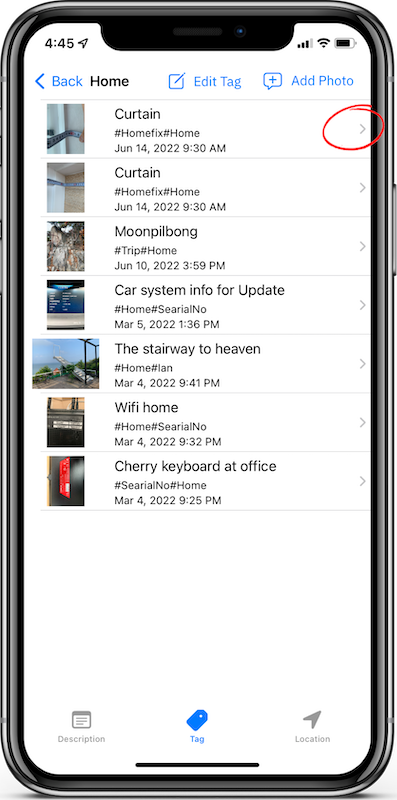 4:45
Back Home Edit Tag Add Photo
Curtain
#Homefix#Home
Jun 14, 2022 9:30 AM
Curtain
#Homefix#Home
Jun 14, 2022 9:30 AM
Moonpilbong
#Trip#Home
Jun 10, 2022 3:59 PM
Car system info for Update
#Home#SearialNo
Mar 5, 2022 1:36 PM
The stairway to heaven
#Home#Ian
Mar 4, 2022 9:41 PM
Wifi home
#Home#SearialNo
Mar 4, 2022 9:32 PM
Cherry keyboard at office
#SearialNo#Home
Mar 4, 2022 9:25 PM
Description Tag Location